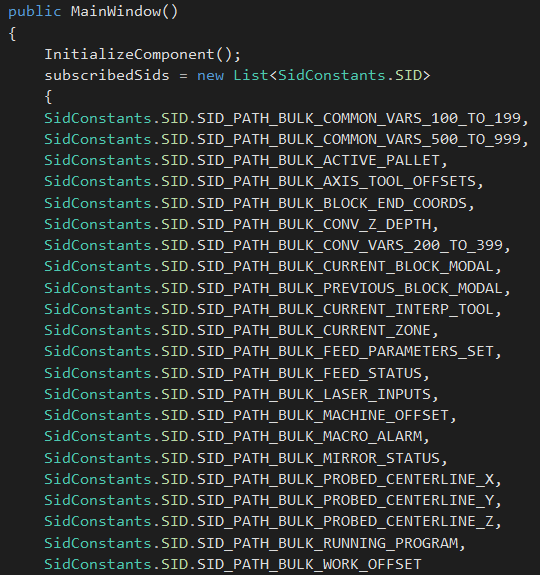 public MainWindow()
{
InitializeComponent();
subscribedSids = new List<SidConstants.SID>
{
SidConstants.SID.SID_PATH_BULK_COMMON_VARS_100_TO_199,
SidConstants.SID.SID_PATH_BULK_COMMON_VARS_500_TO_999,
SidConstants.SID.SID_PATH_BULK_ACTIVE_PALLET,
SidConstants.SID.SID_PATH_BULK_AXIS_TOOL_OFFSETS,
SidConstants.SID.SID_PATH_BULK_BLOCK_END_COORDS,
SidConstants.SID.SID_PATH_BULK_CONV_Z_DEPTH,
SidConstants.SID.SID_PATH_BULK_CONV_VARS_200_TO_399,
SidConstants.SID.SID_PATH_BULK_CURRENT_BLOCK_MODAL,
SidConstants.SID.SID_PATH_BULK_PREVIOUS_BLOCK_MODAL,
SidConstants.SID.SID_PATH_BULK_CURRENT_INTERP_TOOL,
SidConstants.SID.SID_PATH_BULK_CURRENT_ZONE,
SidConstants.SID.SID_PATH_BULK_FEED_PARAMETERS_SET,
SidConstants.SID.SID_PATH_BULK_FEED_STATUS,
SidConstants.SID.SID_PATH_BULK_LASER_INPUTS,
SidConstants.SID.SID_PATH_BULK_MACHINE_OFFSET,
SidConstants.SID.SID_PATH_BULK_MACRO_ALARM,
SidConstants.SID.SID_PATH_BULK_MIRROR_STATUS,
SidConstants.SID.SID_PATH_BULK_PROBED_CENTERLINE_X,
SidConstants.SID.SID_PATH_BULK_PROBED_CENTERLINE_Y,
SidConstants.SID.SID_PATH_BULK_PROBED_CENTERLINE_Z,
SidConstants.SID.SID_PATH_BULK_RUNNING_PROGRAM,
SidConstants.SID.SID_PATH_BULK_WORK_OFFSET